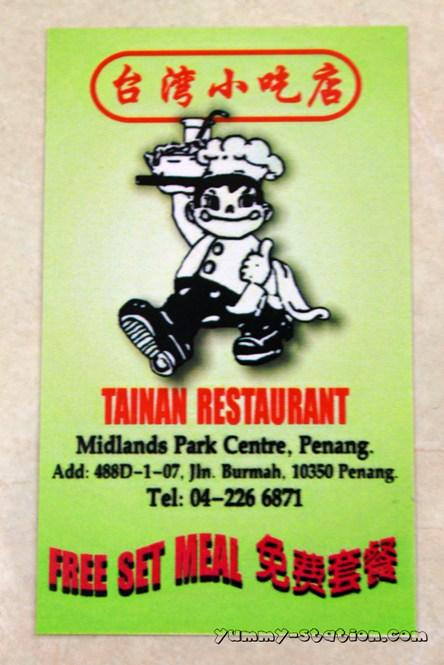 台湾小吃店
TAINAN RESTAURANT
Midlands Park Centre, Penang.
Add: 488D-1-07, Jln. Burmah, 10350 Penang.
Tel: 04-226 6871
FREE SET MEAL 免费套餐
yummy-station.com